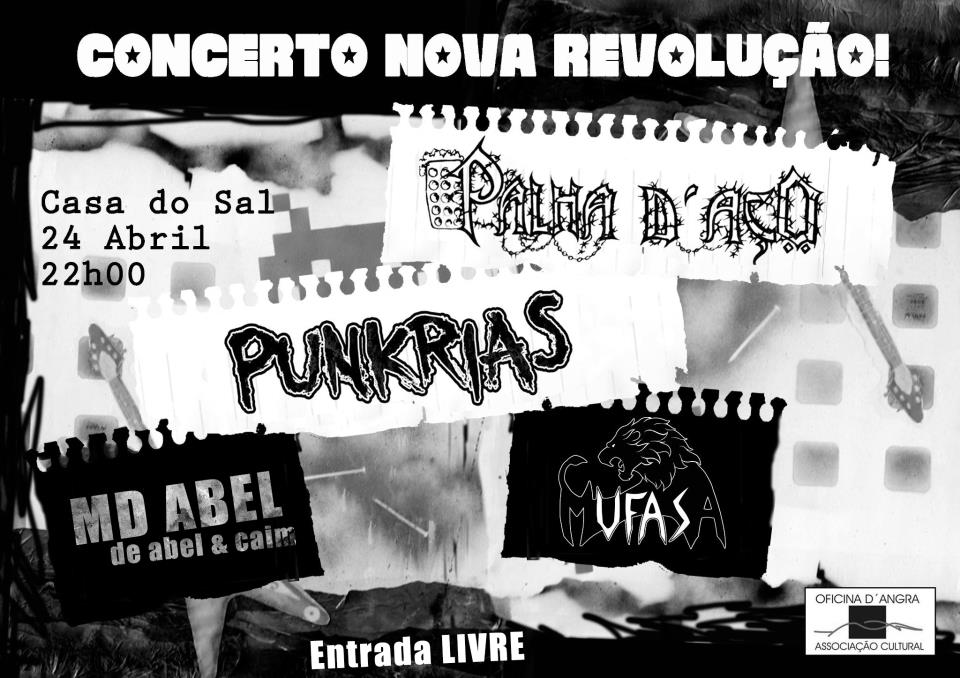 CONCERTO NOVA REVOLUÇÃO!
Casa do Sal
24 Abril
22h00
PALHA D'AÇO
PUNKRIAS
MD ABEL
de abel & caim
MUFASA
Entrada LIVRE
OFICINA D'ANGRA
ASSOCIAÇÃO CULTURAL